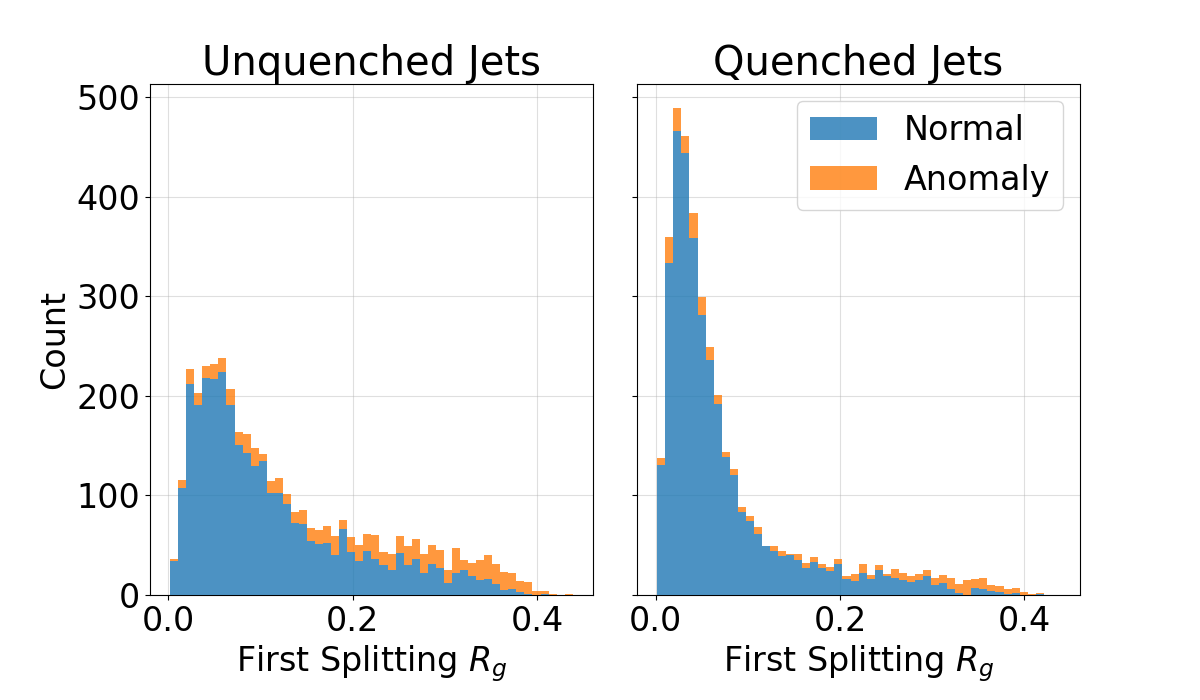 Unquenched Jets
Quenched Jets
Normal
Anomaly
Count
500
400
300
200
100
0
0.0
0.2
0.4
0.0
0.2
0.4
First Splitting R_g
First Splitting R_g